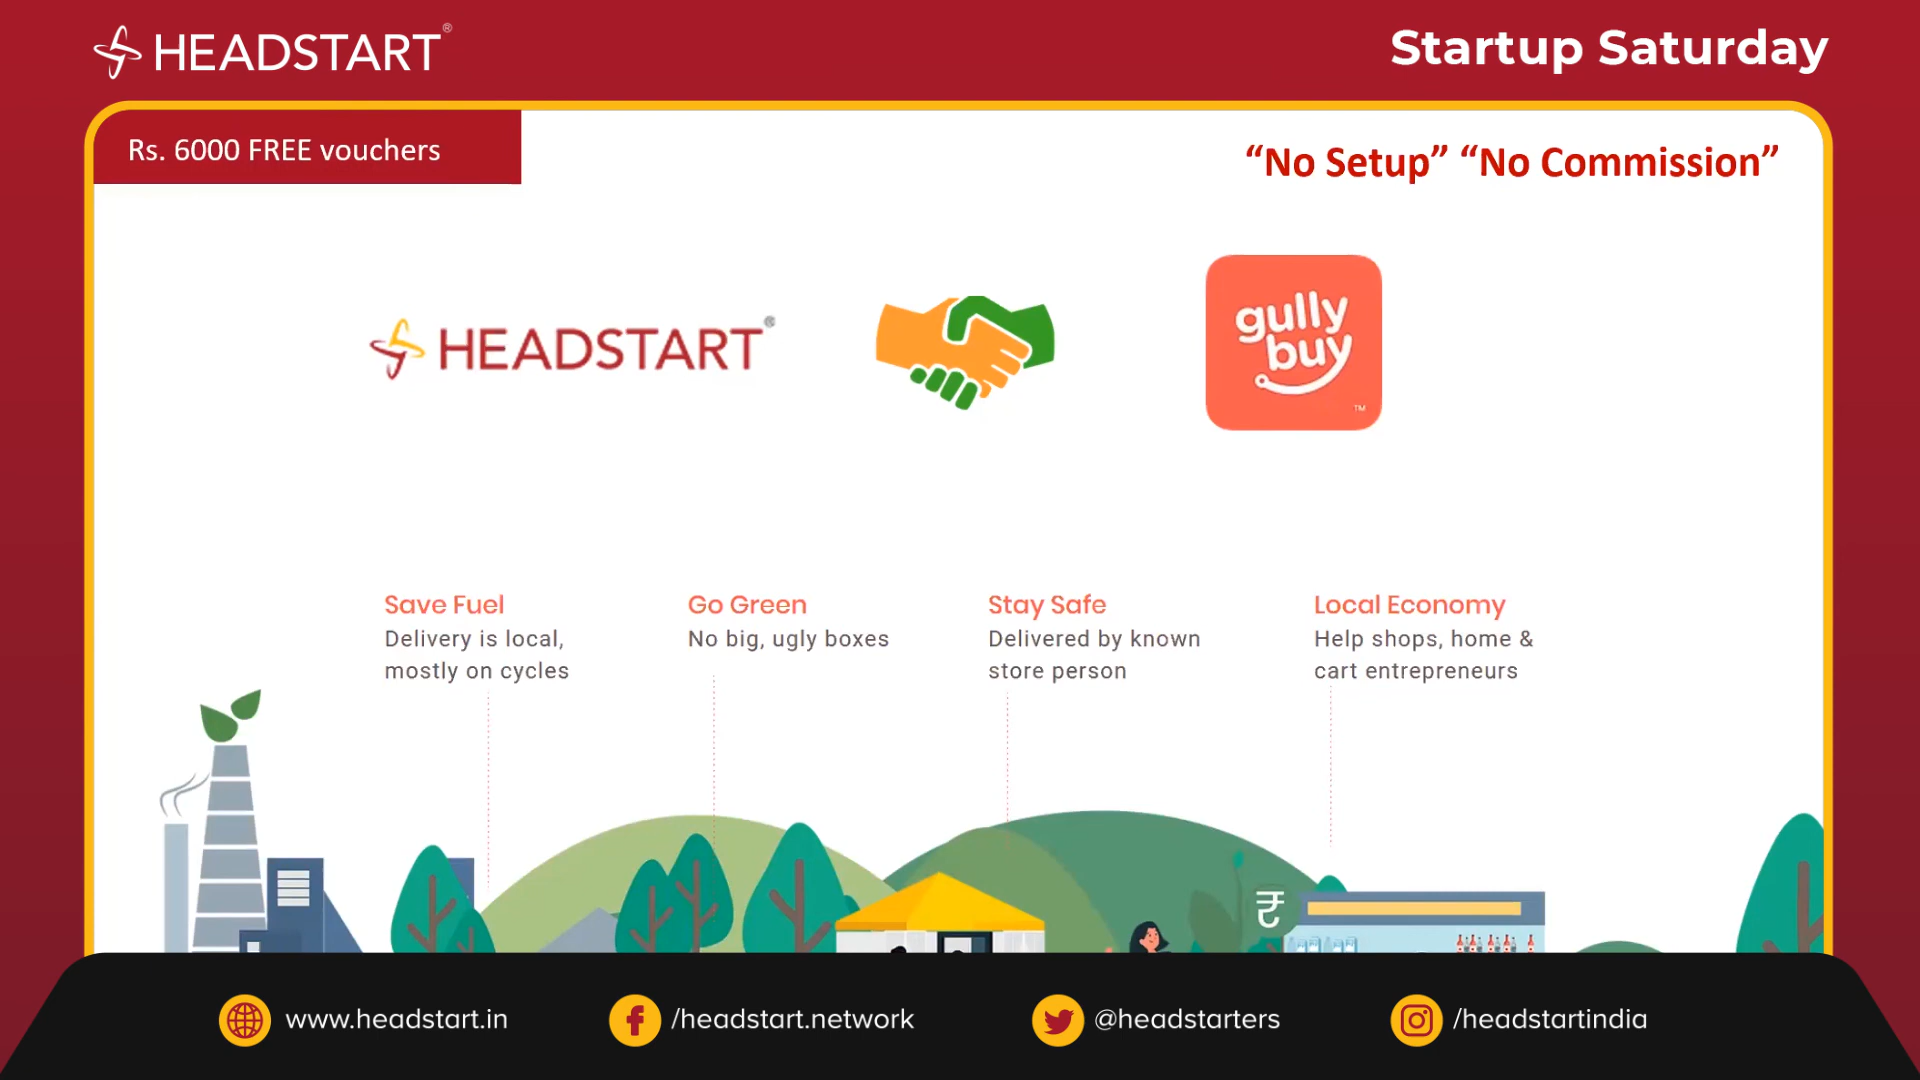 HEADSTART®
Startup Saturday
Rs. 6000 FREE vouchers
“No Setup” “No Commission”
HEADSTART®
gully
buy
TM
Save Fuel
Delivery is local,
mostly on cycles
Go Green
No big, ugly boxes
Stay Safe
Delivered by known
store person
Local Economy
Help shops, home &
cart entrepreneurs
₹
www.headstart.in
/headstart.network
@headstarters
/headstartindia